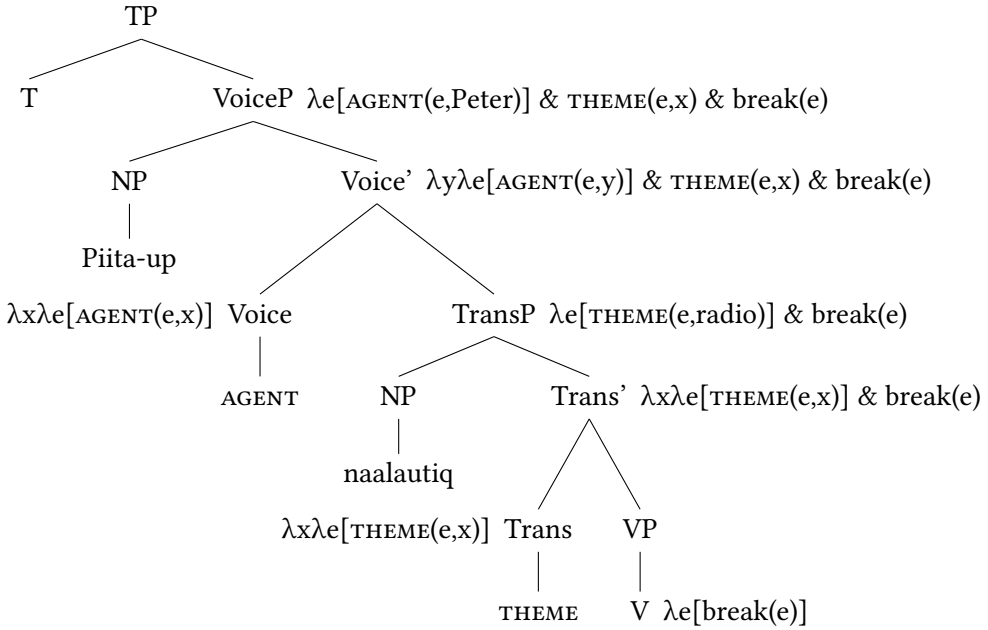 TP
T VoiceP λe[AGENT(e,Peter)] & THEME(e,x) & break(e)
NP Voice’ λyλe[AGENT(e,y)] & THEME(e,x) & break(e)
Piita-up
λxλe[AGENT(e,x)] Voice TransP λe[THEME(e,radio)] & break(e)
AGENT NP Trans’ λxλe[THEME(e,x)] & break(e)
naalautiq
λxλe[THEME(e,x)] Trans VP
THEME V λe[break(e)]